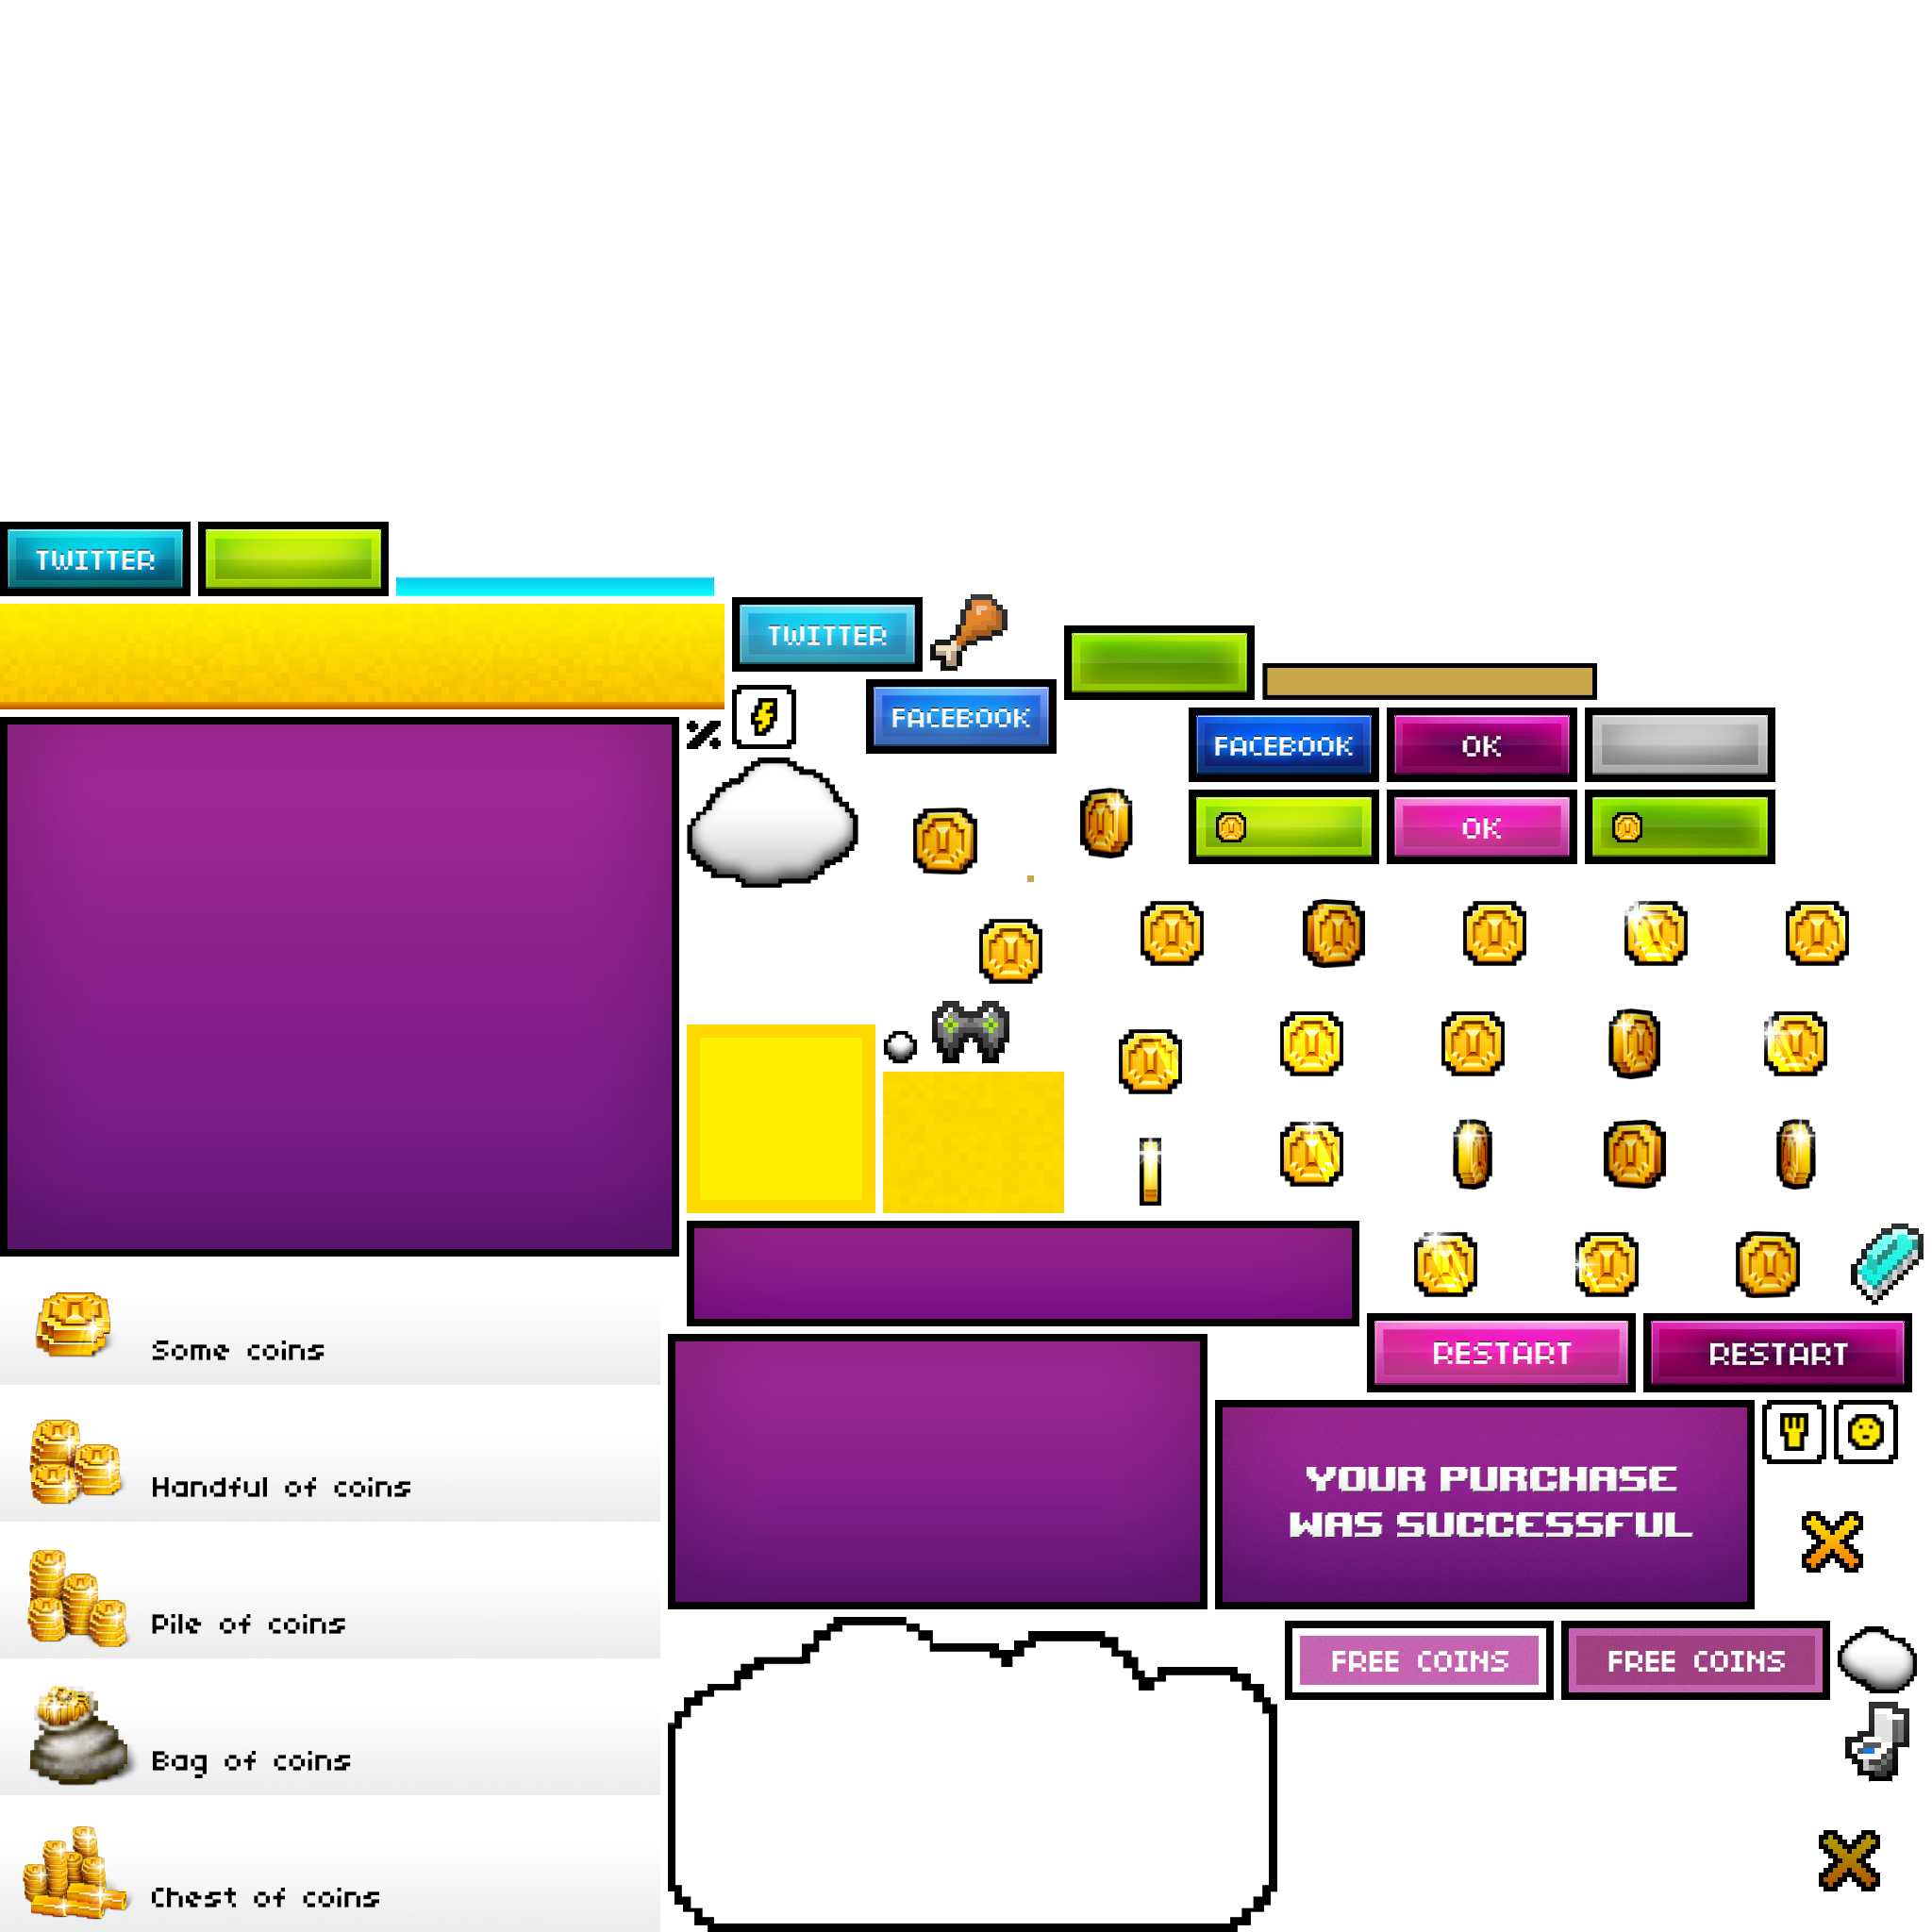 TWITTER
TWITTER
FACEBOOK
FACEBOOK
OK
OK
%
Some coins
RESTART
RESTART
Handful of coins
YOUR PURCHASE
WAS SUCCESSFUL
Pile of coins
FREE COINS
FREE COINS
Bag of coins
Chest of coins